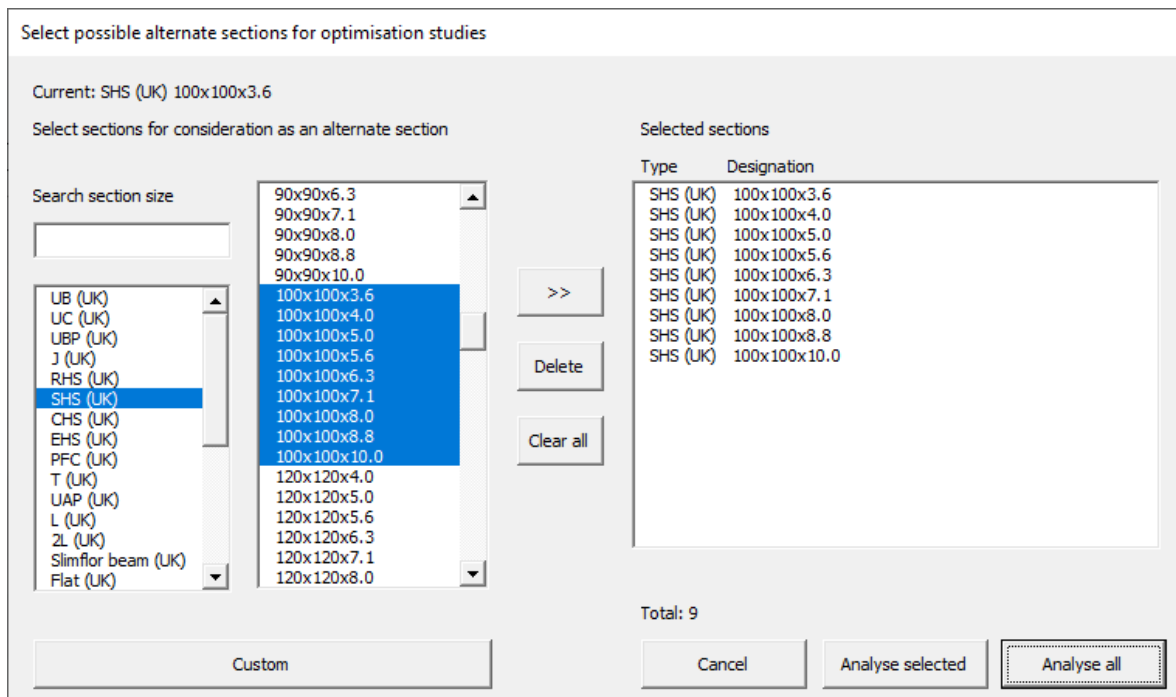 Select possible alternate sections for optimisation studies
Current: SHS (UK) 100x100x3.6
Select sections for consideration as an alternate section
Search section size
UB (UK)
UC (UK)
UBP (UK)
J (UK)
RHS (UK)
SHS (UK)
CHS (UK)
EHS (UK)
PFC (UK)
T (UK)
UAP (UK)
L (UK)
2L (UK)
Slimflor beam (UK)
Flat (UK)
90x90x6.3
90x90x7.1
90x90x8.0
90x90x8.8
90x90x10.0
100x100x3.6
100x100x4.0
100x100x5.0
100x100x5.6
100x100x6.3
100x100x7.1
100x100x8.0
100x100x8.8
100x100x10.0
120x120x4.0
120x120x5.0
120x120x5.6
120x120x6.3
120x120x7.1
120x120x8.0
>>
Delete
Clear all
Selected sections
Type Designation
SHS (UK) 100x100x3.6
SHS (UK) 100x100x4.0
SHS (UK) 100x100x5.0
SHS (UK) 100x100x5.6
SHS (UK) 100x100x6.3
SHS (UK) 100x100x7.1
SHS (UK) 100x100x8.0
SHS (UK) 100x100x8.8
SHS (UK) 100x100x10.0
Total: 9
Custom
Cancel
Analyse selected
Analyse all